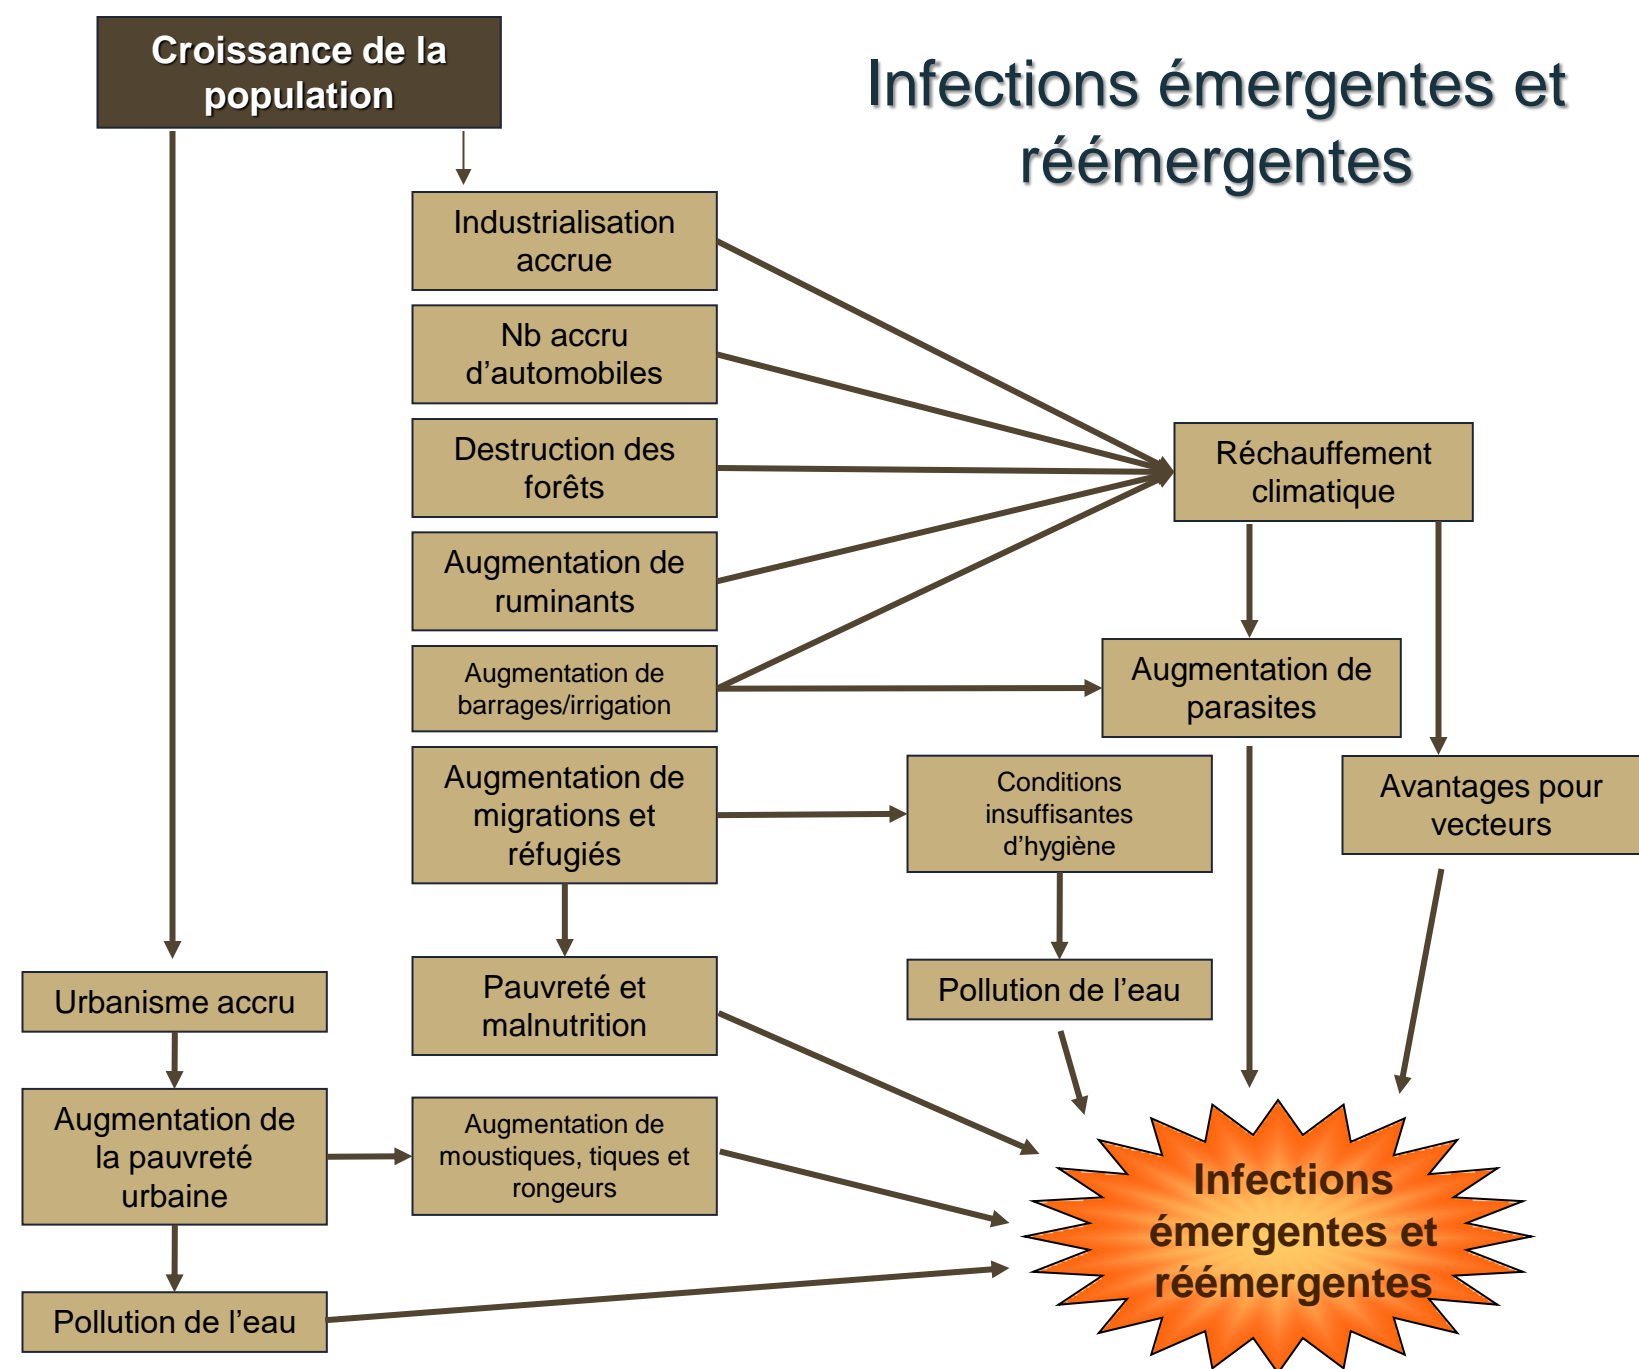 Croissance de la
population
Infections émergentes et
réémergentes
Industrialisation
accrue
Nb accru
d’automobiles
Destruction des
forêts
Réchauffement
climatique
Augmentation de
ruminants
Augmentation de
barrages/irrigation
Augmentation de
parasites
Augmentation de
migrations et
réfugiés
Conditions
insuffisantes
d’hygiène
Avantages pour
vecteurs
Urbanisme accru
Pauvreté et
malnutrition
Pollution de l’eau
Augmentation de
la pauvreté
urbaine
Augmentation de
moustiques, tiques et
rongeurs
Infections
émergentes et
réémergentes
Pollution de l’eau